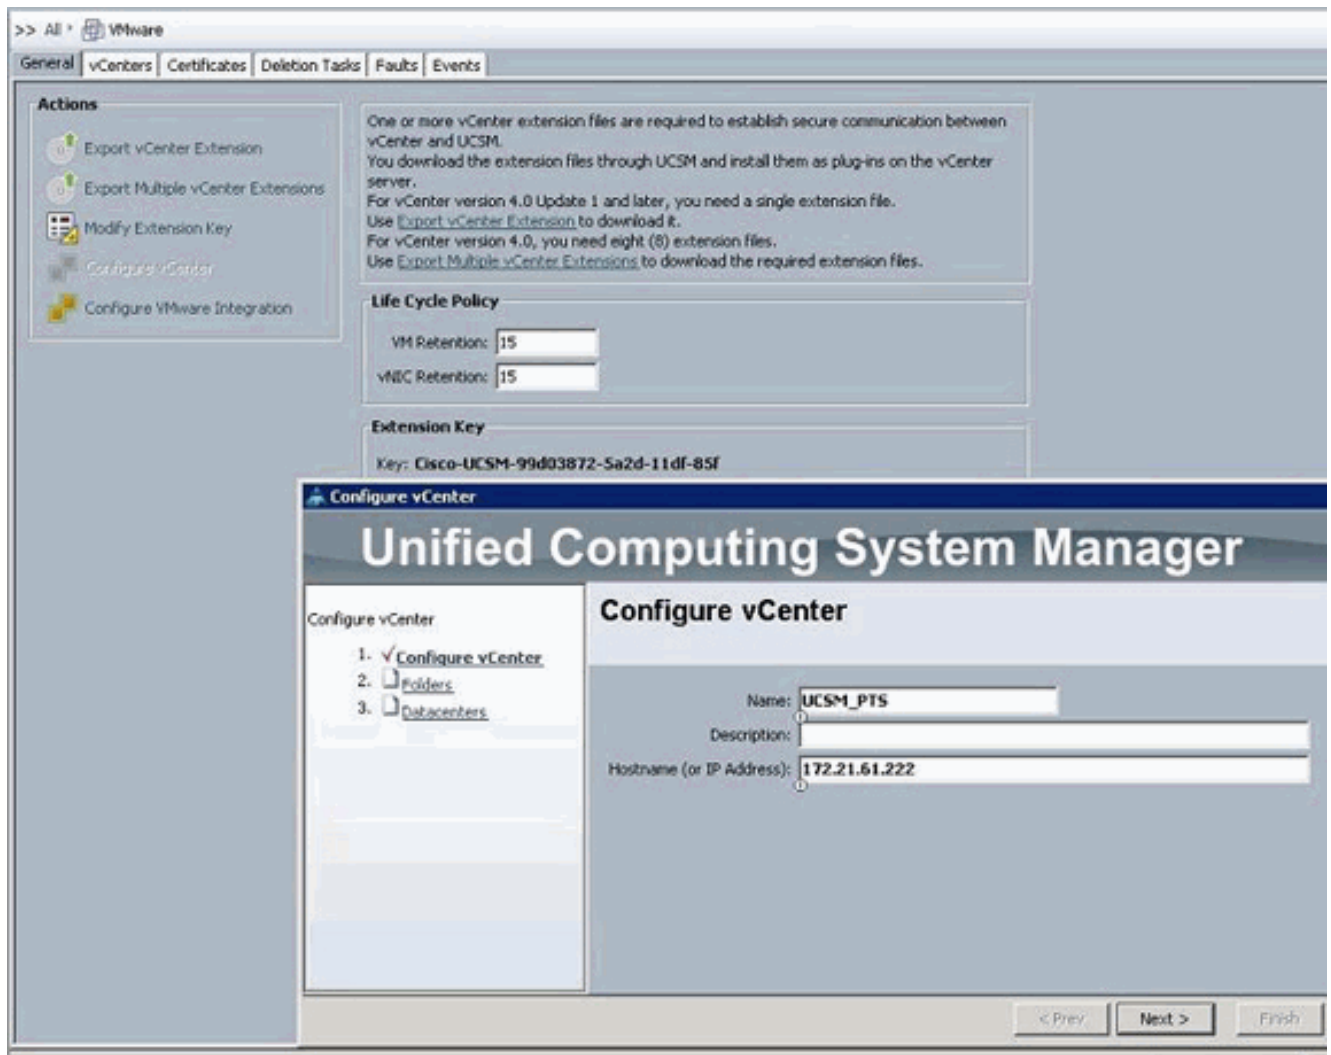 >> All VMware
General vCenters Certificates Deletion Tasks Faults Events
Actions
Export vCenter Extension
Export Multiple vCenter Extensions
Modify Extension Key
Configure vCenter
Configure VMware Integration
One or more vCenter extension files are required to establish secure communication between
vCenter and UCSM.
You download the extension files through UCSM and install them as plug-ins on the vCenter
server.
For vCenter version 4.0 Update 1 and later, you need a single extension file.
Use Export vCenter Extension to download it.
For vCenter version 4.0, you need eight (8) extension files.
Use Export Multiple vCenter Extensions to download the required extension files.
Life Cycle Policy
VM Retention: 15
vNIC Retention: 15
Extension Key
Key: Cisco-UCSM-99d03872-5a2d-11df-85f
Configure vCenter
Unified Computing System Manager
Configure vCenter
1. Configure vCenter
2. Folders
3. Datacenters
Configure vCenter
Name: UCSM_PTS
Description:
Hostname (or IP Address): 172.21.61.222
< Prev Next > Finish